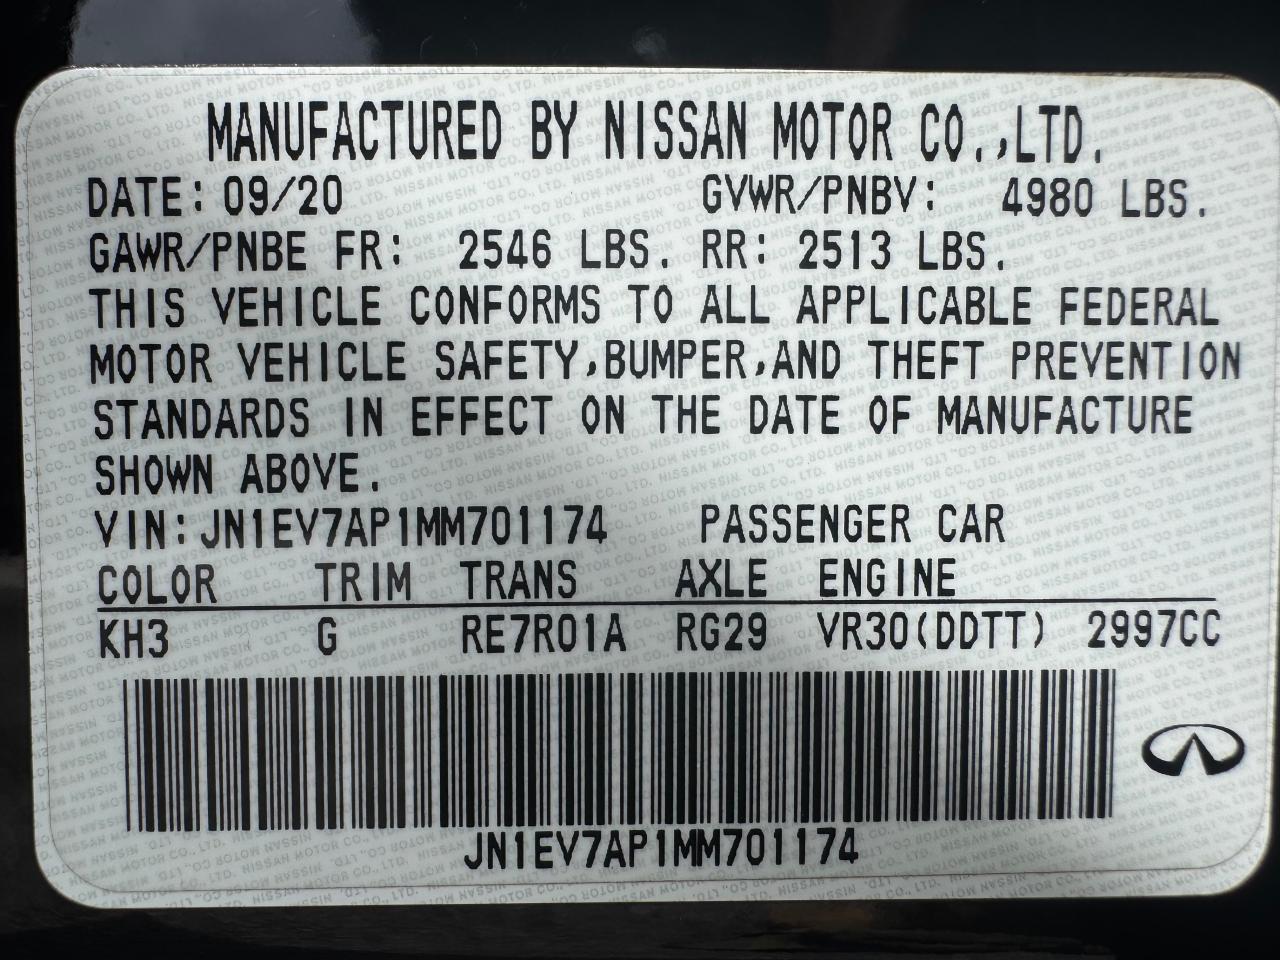 MANUFACTURED BY NISSAN MOTOR CO.,LTD.
DATE: 09/20 GVWR/PNBV: 4980 LBS.
GAWR/PNBE FR: 2546 LBS. RR: 2513 LBS.
THIS VEHICLE CONFORMS TO ALL APPLICABLE FEDERAL
MOTOR VEHICLE SAFETY,BUMPER,AND THEFT PREVENTION
STANDARDS IN EFFECT ON THE DATE OF MANUFACTURE
SHOWN ABOVE.
VIN:JN1EV7AP1MM701174 PASSENGER CAR
COLOR TRIM TRANS AXLE ENGINE
KH3 G RE7R01A RG29 VR30(DDTT) 2997CC
JN1EV7AP1MM701174